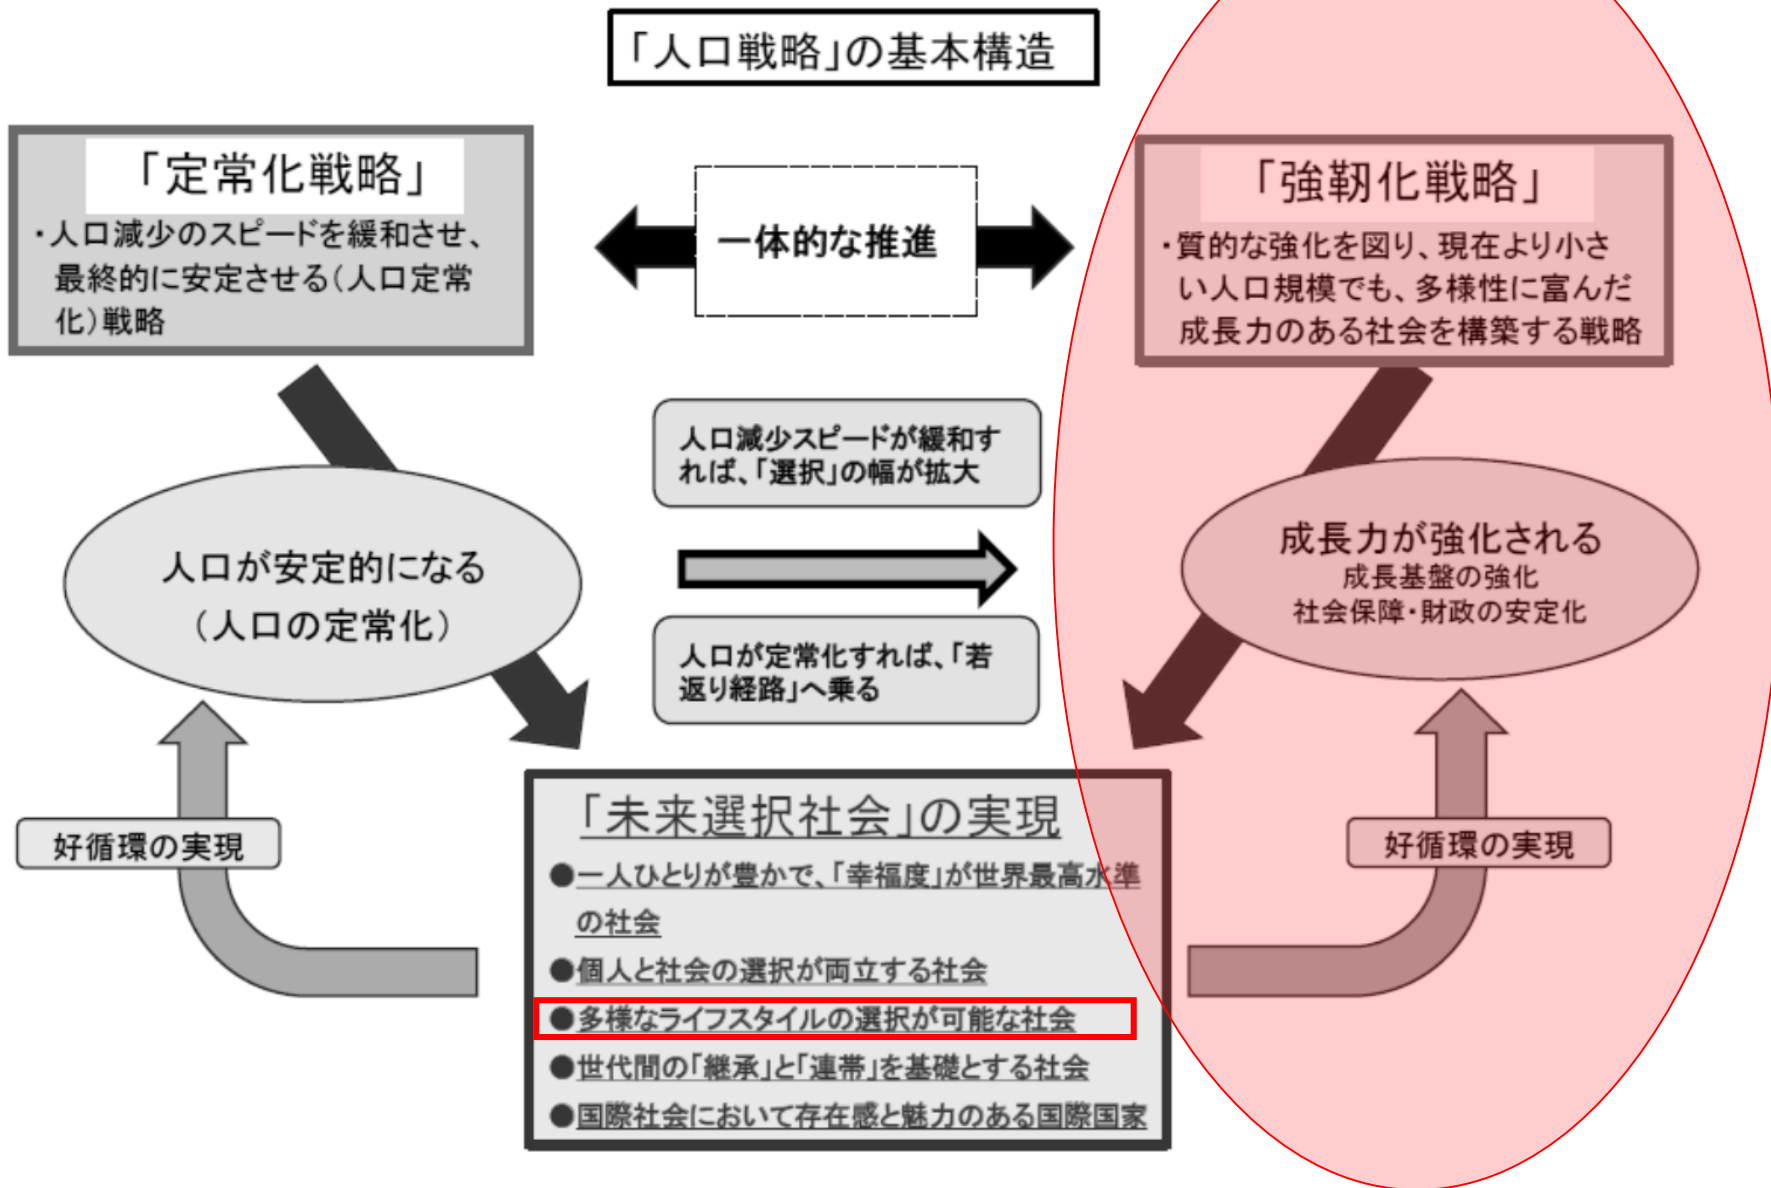 「人口戦略」の基本構造
「定常化戦略」
・人口減少のスピードを緩和させ、
最終的に安定させる(人口定常
化)戦略
一体的な推進
「強靭化戦略」
・質的な強化を図り、現在より小さ
い人口規模でも、多様性に富んだ
成長力のある社会を構築する戦略
人口減少スピードが緩和す
れば、「選択」の幅が拡大
人口が安定的になる
(人口の定常化)
成長力が強化される
成長基盤の強化
社会保障・財政の安定化
人口が定常化すれば、「若
返り経路」へ乗る
好循環の実現
好循環の実現
「未来選択社会」の実現
●一人ひとりが豊かで、「幸福度」が世界最高水準
の社会
●個人と社会の選択が両立する社会
●多様なライフスタイルの選択が可能な社会
●世代間の「継承」と「連帯」を基礎とする社会
●国際社会において存在感と魅力のある国際国家